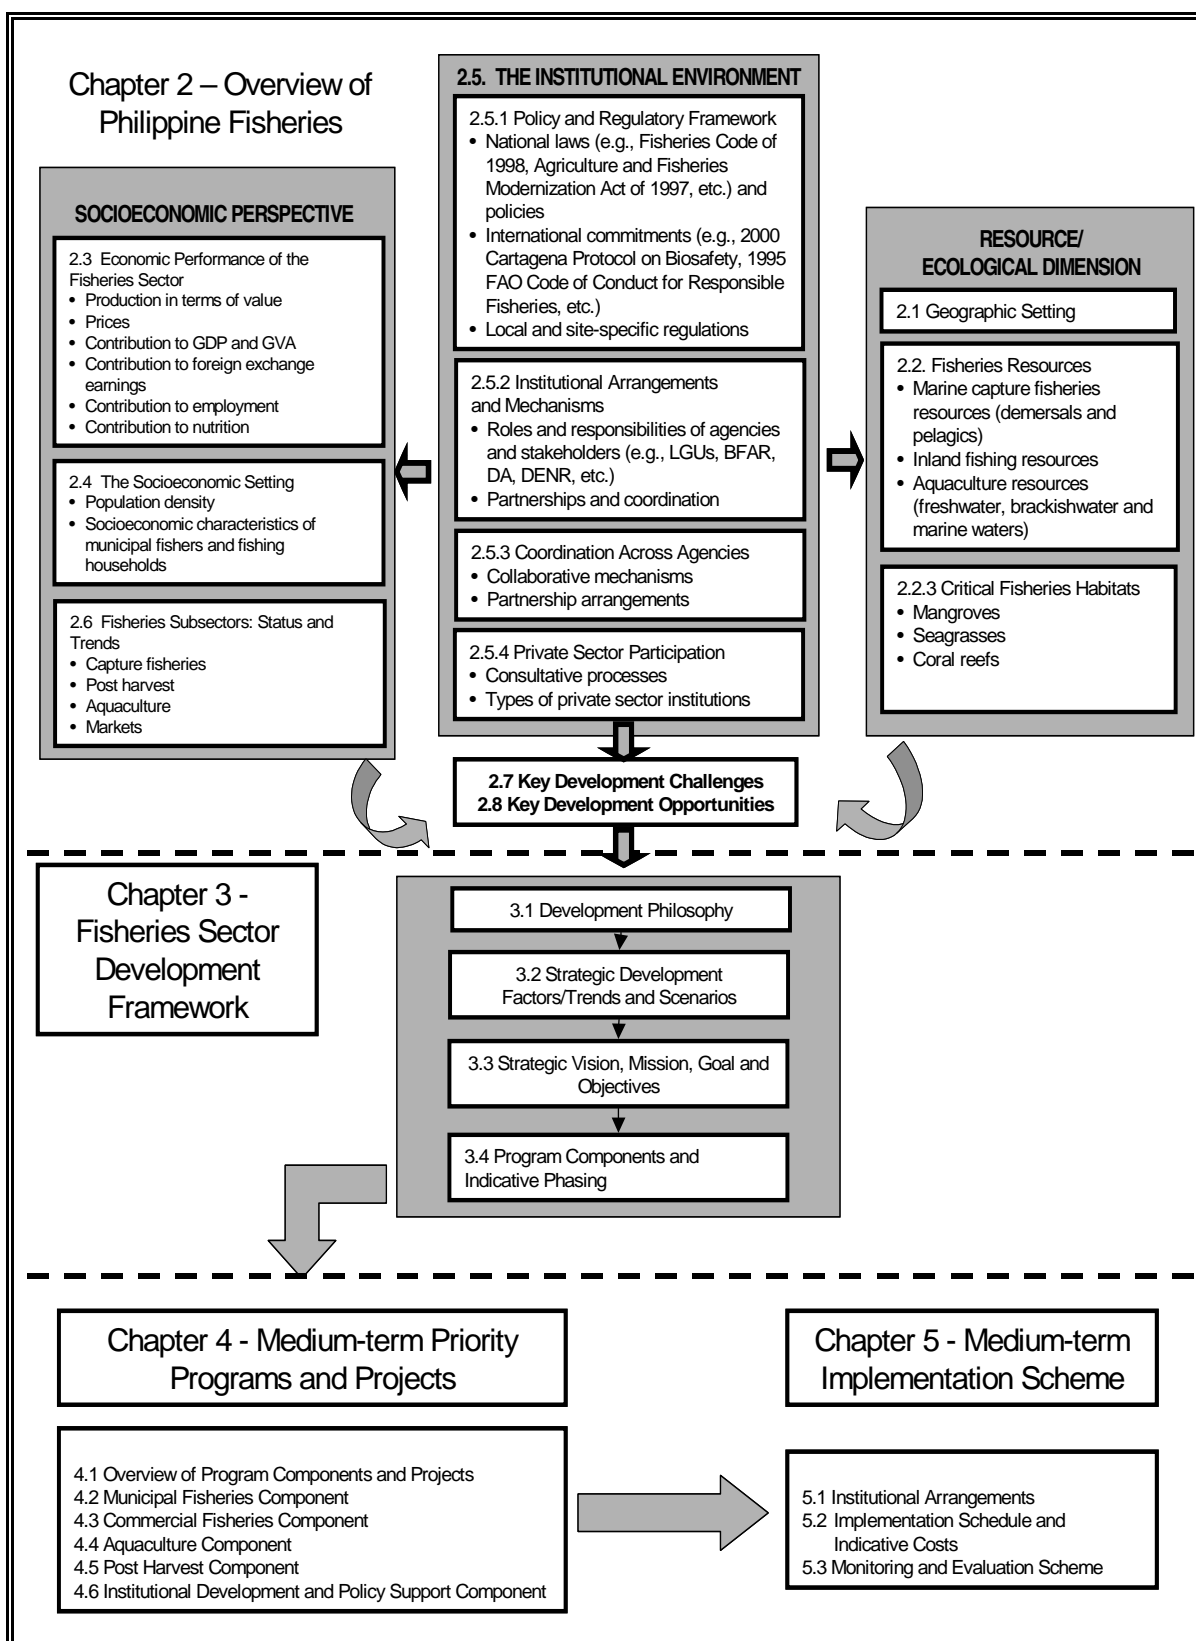 Chapter 2 – Overview of
Philippine Fisheries
SOCIOECONOMIC PERSPECTIVE
2.3 Economic Performance of the
Fisheries Sector
• Production in terms of value
• Prices
• Contribution to GDP and GVA
• Contribution to foreign exchange
earnings
• Contribution to employment
• Contribution to nutrition
2.4 The Socioeconomic Setting
• Population density
• Socioeconomic characteristics of
municipal fishers and fishing
households
2.6 Fisheries Subsectors: Status and
Trends
• Capture fisheries
• Post harvest
• Aquaculture
• Markets
2.5. THE INSTITUTIONAL ENVIRONMENT
2.5.1 Policy and Regulatory Framework
• National laws (e.g., Fisheries Code of
1998, Agriculture and Fisheries
Modernization Act of 1997, etc.) and
policies
• International commitments (e.g., 2000
Cartagena Protocol on Biosafety, 1995
FAO Code of Conduct for Responsible
Fisheries, etc.)
• Local and site-specific regulations
2.5.2 Institutional Arrangements
and Mechanisms
• Roles and responsibilities of agencies
and stakeholders (e.g., LGUs, BFAR,
DA, DENR, etc.)
• Partnerships and coordination
2.5.3 Coordination Across Agencies
• Collaborative mechanisms
• Partnership arrangements
2.5.4 Private Sector Participation
• Consultative processes
• Types of private sector institutions
RESOURCE/
ECOLOGICAL DIMENSION
2.1 Geographic Setting
2.2. Fisheries Resources
• Marine capture fisheries
resources (demersals and
pelagics)
• Inland fishing resources
• Aquaculture resources
(freshwater, brackishwater and
marine waters)
2.2.3 Critical Fisheries Habitats
• Mangroves
• Seagrasses
• Coral reefs
2.7 Key Development Challenges
2.8 Key Development Opportunities
Chapter 3 -
Fisheries Sector
Development
Framework
3.1 Development Philosophy
3.2 Strategic Development
Factors/Trends and Scenarios
3.3 Strategic Vision, Mission, Goal and
Objectives
3.4 Program Components and
Indicative Phasing
Chapter 4 - Medium-term Priority
Programs and Projects
4.1 Overview of Program Components and Projects
4.2 Municipal Fisheries Component
4.3 Commercial Fisheries Component
4.4 Aquaculture Component
4.5 Post Harvest Component
4.6 Institutional Development and Policy Support Component
Chapter 5 - Medium-term
Implementation Scheme
5.1 Institutional Arrangements
5.2 Implementation Schedule and
Indicative Costs
5.3 Monitoring and Evaluation Scheme